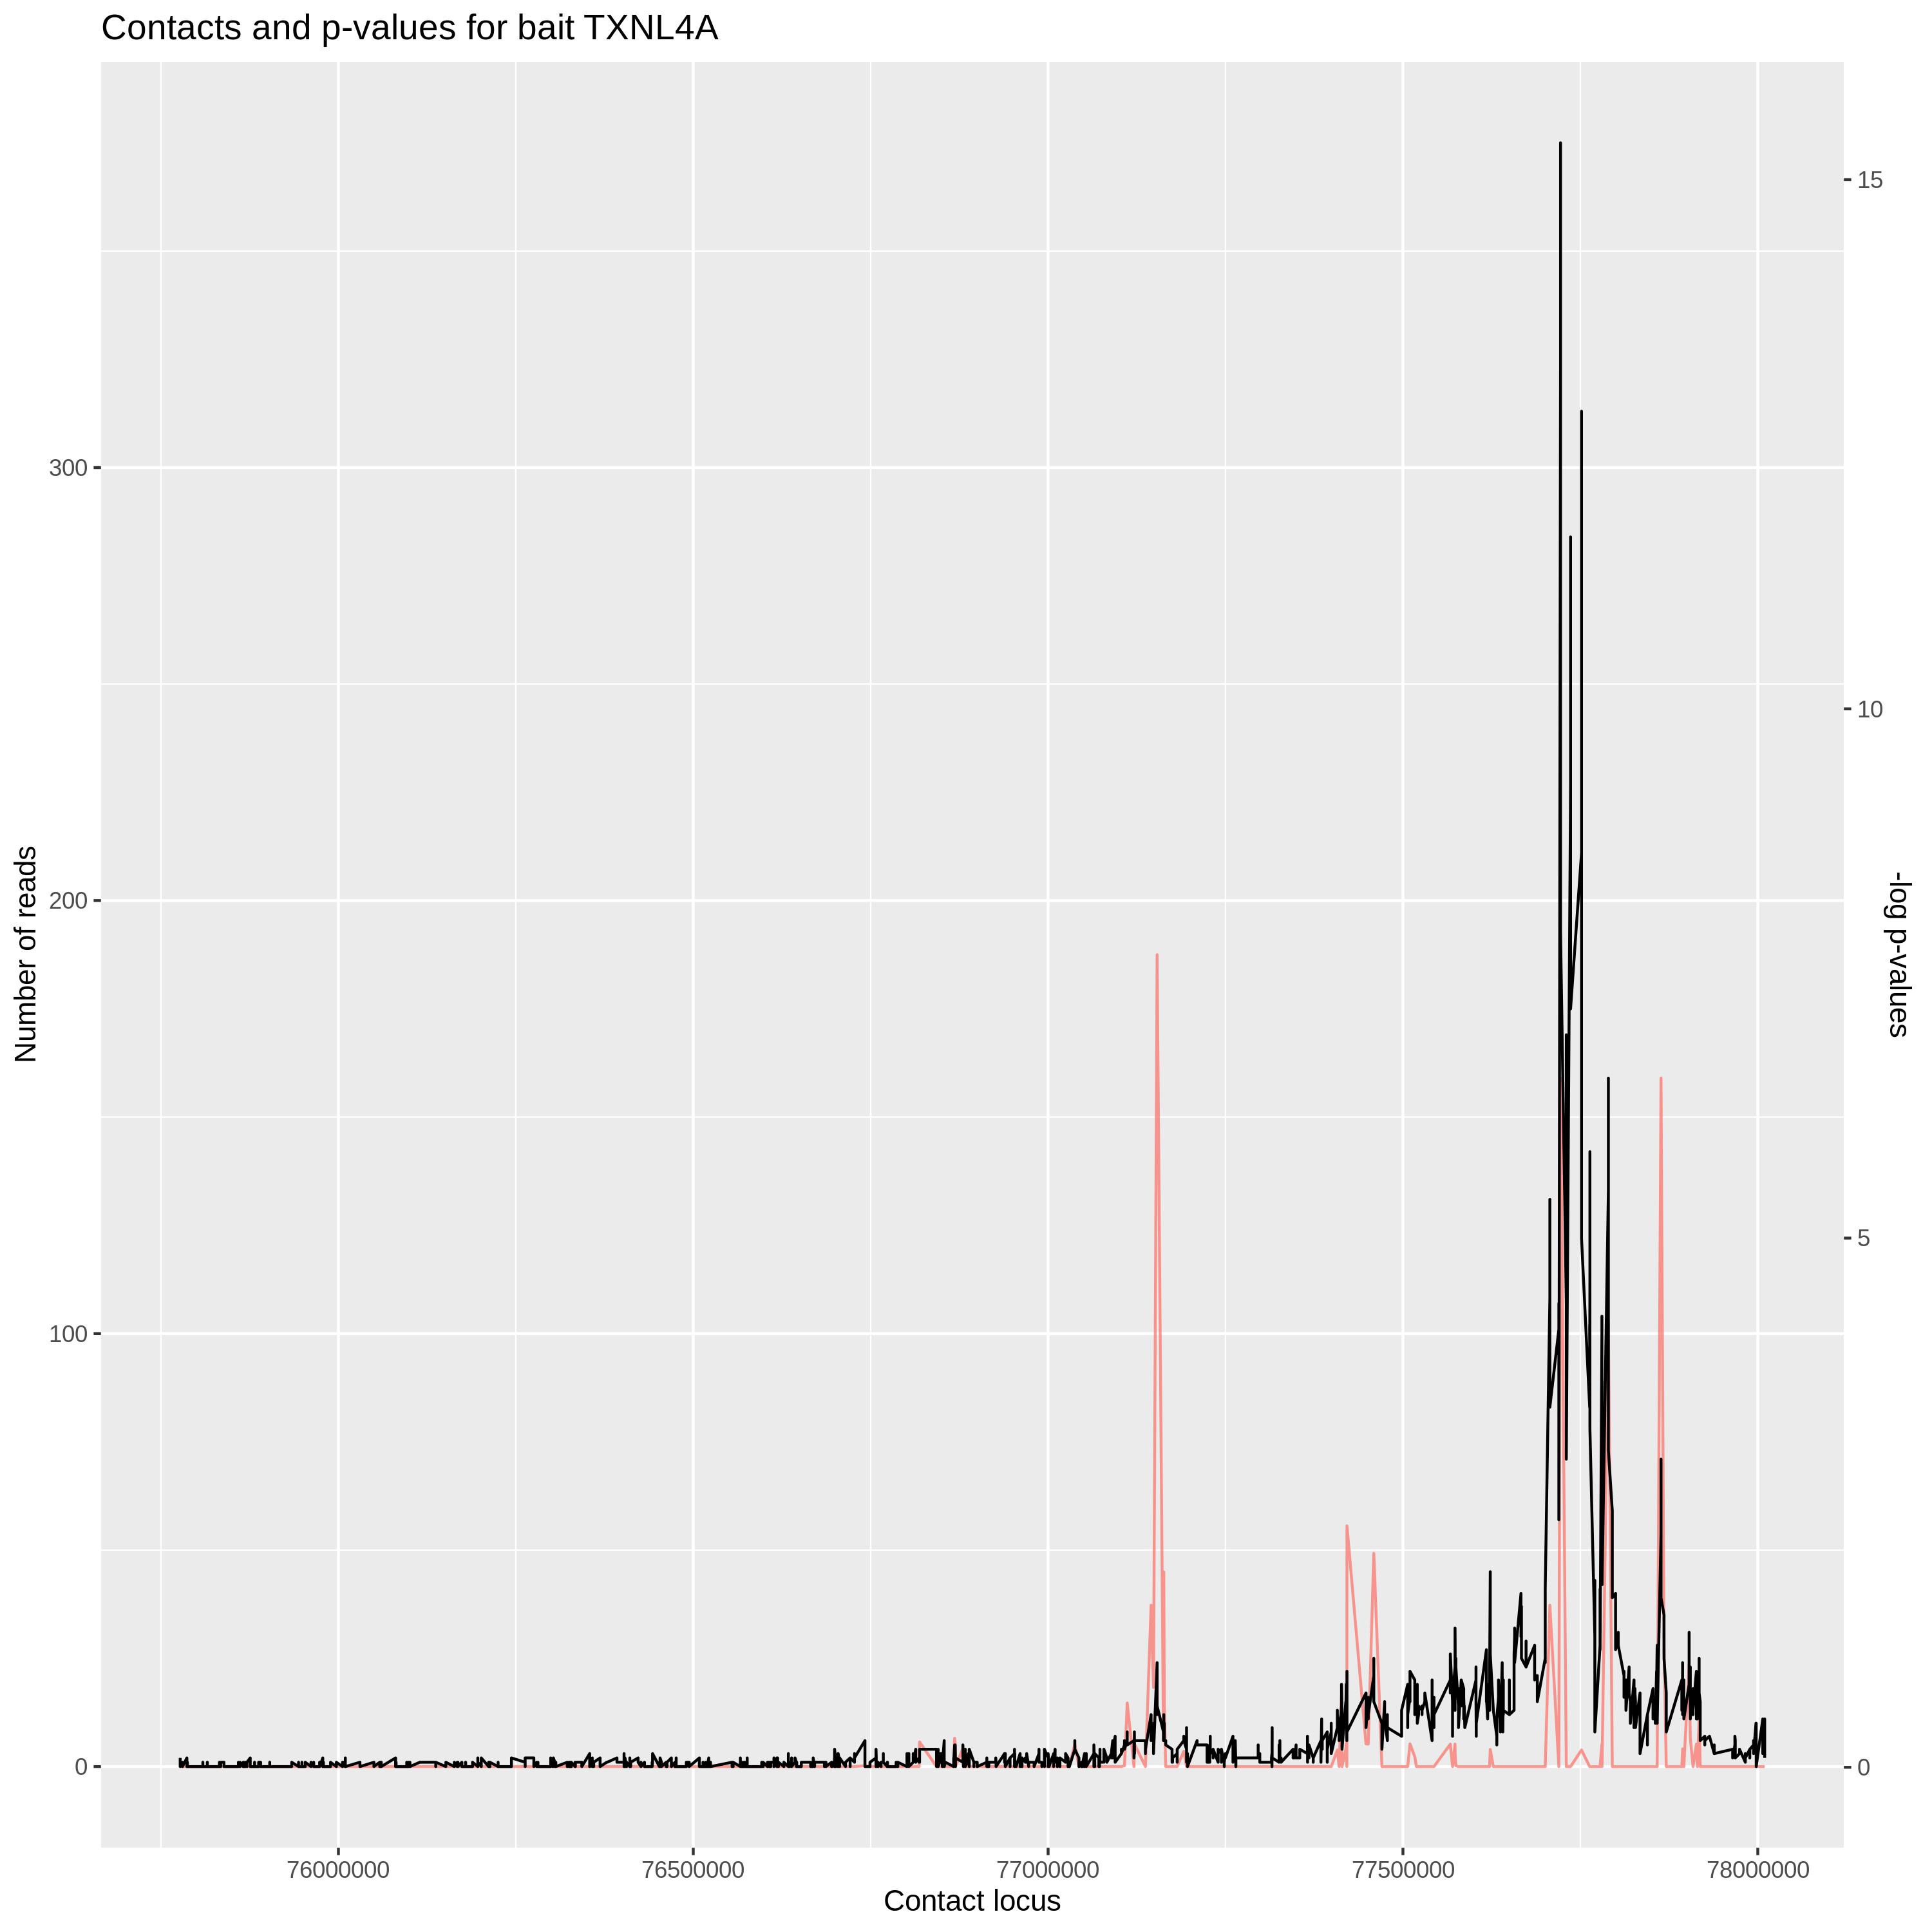 Contacts and p-values for bait TXNL4A
Number of reads
300
200
100
0
15
10
5
0
-log p-values
76000000 76500000 77000000 77500000 78000000
Contact locus